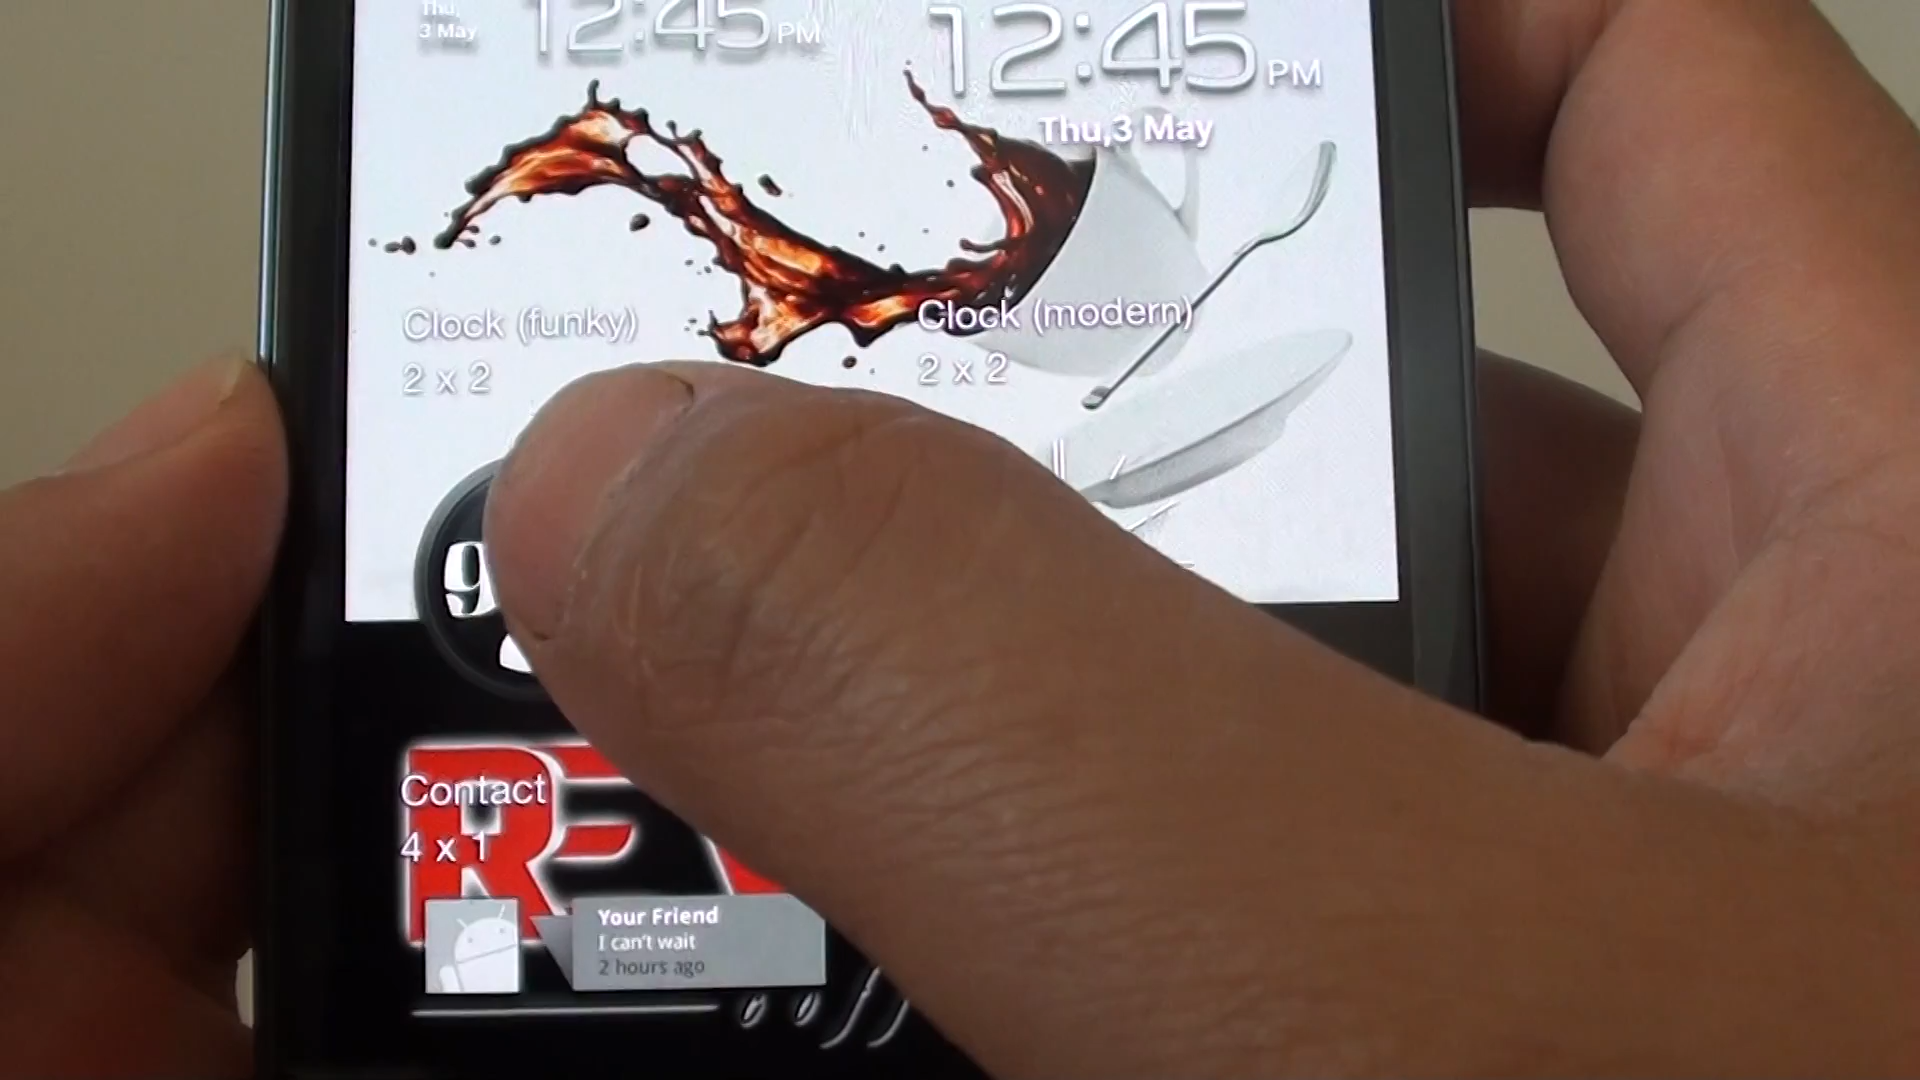 Thu,
3 May
12:45 PM
12:45 PM
Thu,3 May
Clock (funky)
2 x 2
Clock (modern)
2 x 2
9
Contact
4 x 1
Your Friend
I can't wait
2 hours ago